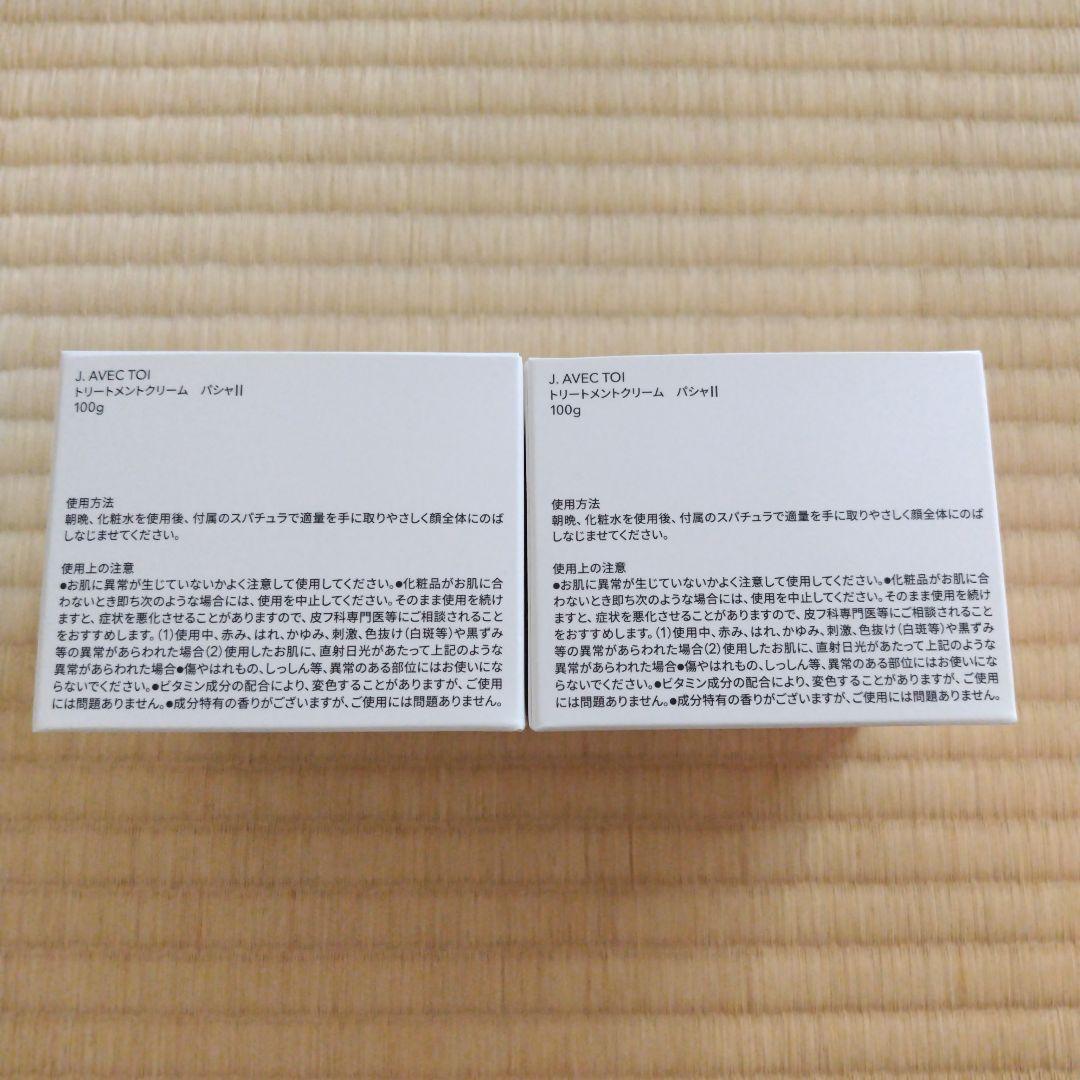 J. AVEC TOI
トリートメントクリーム　パシャII
100g
使用方法
朝晩、化粧水を使用後、付属のスパチュラで適量を手に取りやさしく顔全体にのば
しなじませてください。
使用上の注意
●お肌に異常が生じていないかよく注意して使用してください。●化粧品がお肌に合
わないとき即ち次のような場合には、使用を中止してください。そのまま使用を続け
ますと、症状を悪化させることがありますので、皮フ科専門医等にご相談されること
をおすすめします。(1)使用中、赤み、はれ、かゆみ、刺激、色抜け(白斑等)や黒ずみ
等の異常があらわれた場合(2)使用したお肌に、直射日光があたって上記のような
異常があらわれた場合●傷やはれもの、しっしん等、異常のある部位にはお使いにな
らないでください。●ビタミン成分の配合により、変色することがありますが、ご使用
には問題ありません。●成分特有の香りがございますが、ご使用には問題ありません。
J. AVEC TOI
トリートメントクリーム　パシャII
100g
使用方法
朝晩、化粧水を使用後、付属のスパチュラで適量を手に取りやさしく顔全体にのば
しなじませてください。
使用上の注意
●お肌に異常が生じていないかよく注意して使用してください。●化粧品がお肌に合
わないとき即ち次のような場合には、使用を中止してください。そのまま使用を続け
ますと、症状を悪化させることがありますので、皮フ科専門医等にご相談されること
をおすすめします。(1)使用中、赤み、はれ、かゆみ、刺激、色抜け(白斑等)や黒ずみ
等の異常があらわれた場合(2)使用したお肌に、直射日光があたって上記のような
異常があらわれた場合●傷やはれもの、しっしん等、異常のある部位にはお使いにな
らないでください。●ビタミン成分の配合により、変色することがありますが、ご使用
には問題ありません。●成分特有の香りがございますが、ご使用には問題ありません。